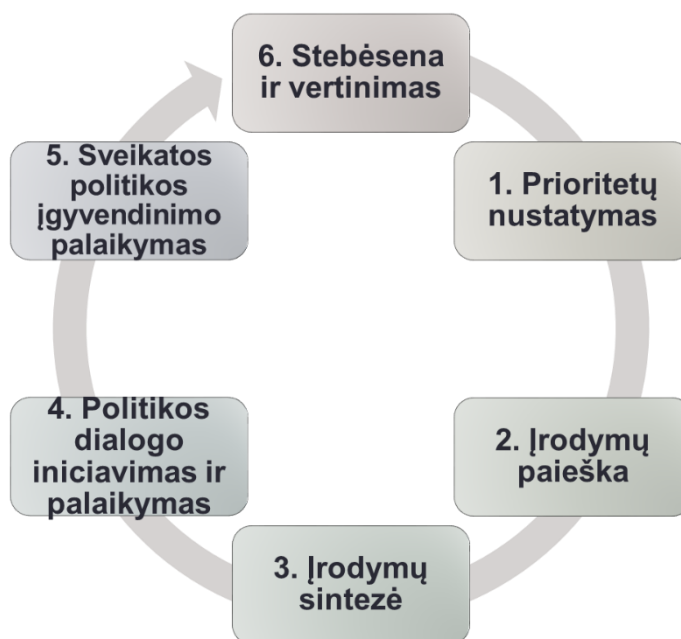 6. Stebėsena
ir vertinimas
1. Prioritetų
nustatymas
2. Įrodymų
paieška
3. Įrodymų
sintezė
4. Politikos
dialogo
iniciavimas ir
palaikymas
5. Sveikatos
politikos
įgyvendinimo
palaikymas